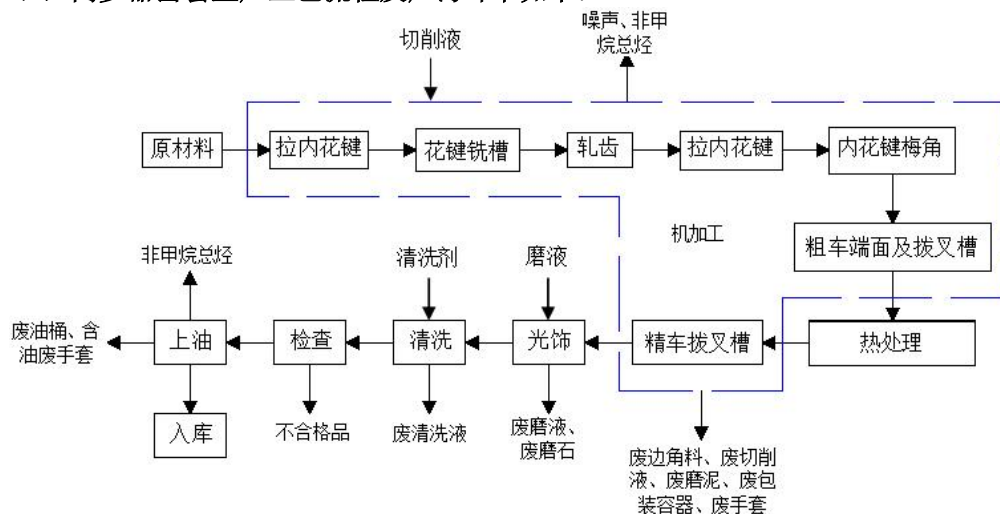 噪声、非甲
烷总烃
切削液
原材料
拉内花键
花键铣槽
轧齿
拉内花键
内花键梅角
机加工
粗车端面及拨叉槽
非甲烷总烃
清洗剂
磨液
废油桶、含
油废手套
上油
检查
清洗
光饰
精车拨叉槽
热处理
入库
不合格品
废清洗液
废磨液、
废磨石
废边角料、废切削
液、废磨泥、废包
装容器、废手套